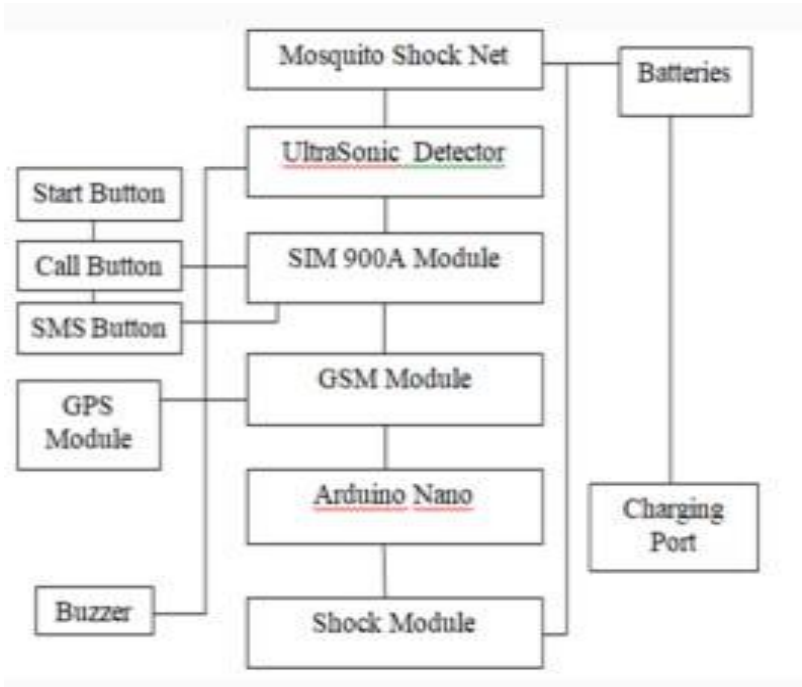 Mosquito Shock Net
Batteries
UltraSonic Detector
Start Button
Call Button
SIM 900A Module
SMS Button
GSM Module
GPS
Module
Arduino Nano
Charging
Port
Buzzer
Shock Module